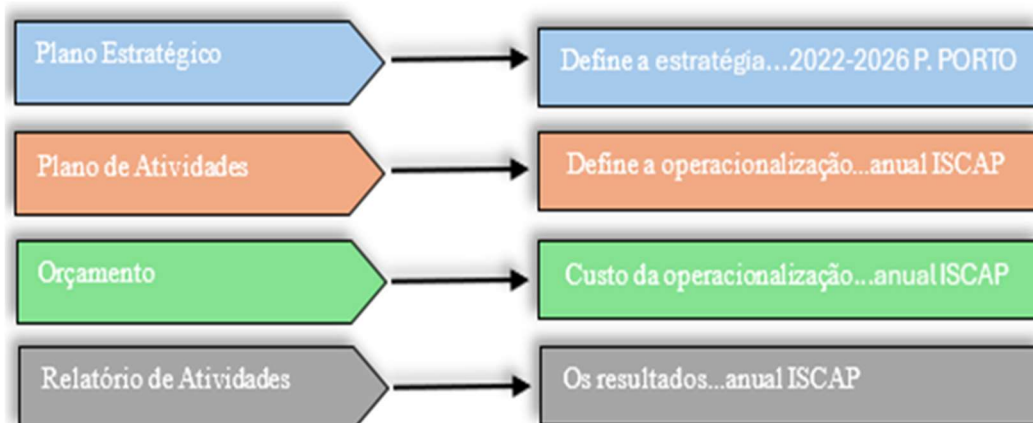 Plano Estratégico
Define a estratégia...2022-2026 P. PORTO
Plano de Atividades
Define a operacionalização...anual ISCAP
Orçamento
Custo da operacionalização...anual ISCAP
Relatório de Atividades
Os resultados...anual ISCAP